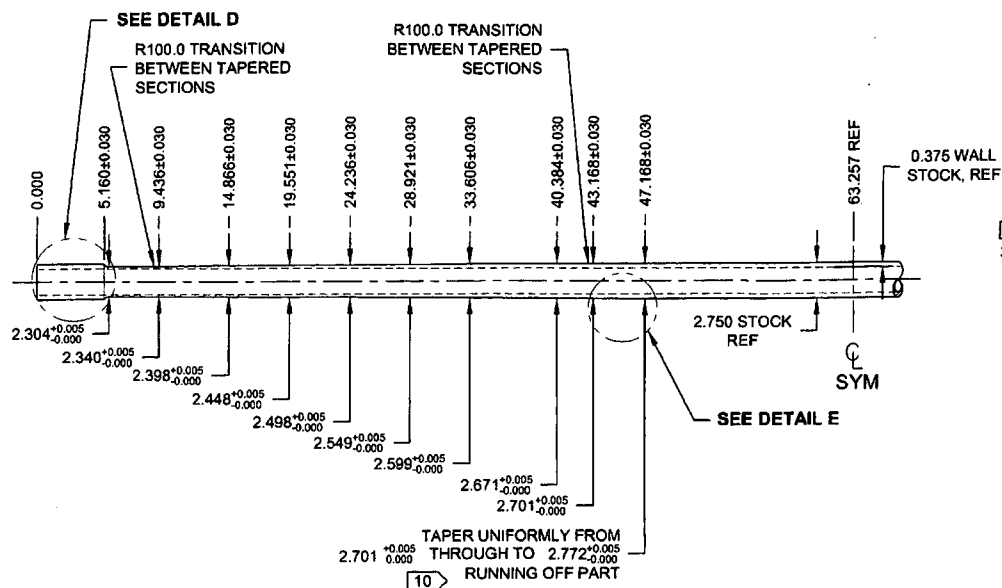 SEE DETAIL D
R100.0 TRANSITION
BETWEEN TAPERED
SECTIONS
R100.0 TRANSITION
BETWEEN TAPERED
SECTIONS
0.000
5.160±0.030
9.436±0.030
14.866±0.030
19.551±0.030
24.236±0.030
28.921±0.030
33.606±0.030
40.384±0.030
43.168±0.030
47.168±0.030
63.257 REF
0.375 WALL
STOCK, REF
2.304 +0.005 -0.000
2.340 +0.005 -0.000
2.398 +0.005 -0.000
2.448 +0.005 -0.000
2.498 +0.005 -0.000
2.549 +0.005 -0.000
2.599 +0.005 -0.000
2.671 +0.005 -0.000
2.701 +0.005 -0.000
2.750 STOCK
REF
℄
SYM
SEE DETAIL E
TAPER UNIFORMLY FROM
2.701 +0.005 0.000 THROUGH TO 2.772 +0.005 -0.000
RUNNING OFF PART
10